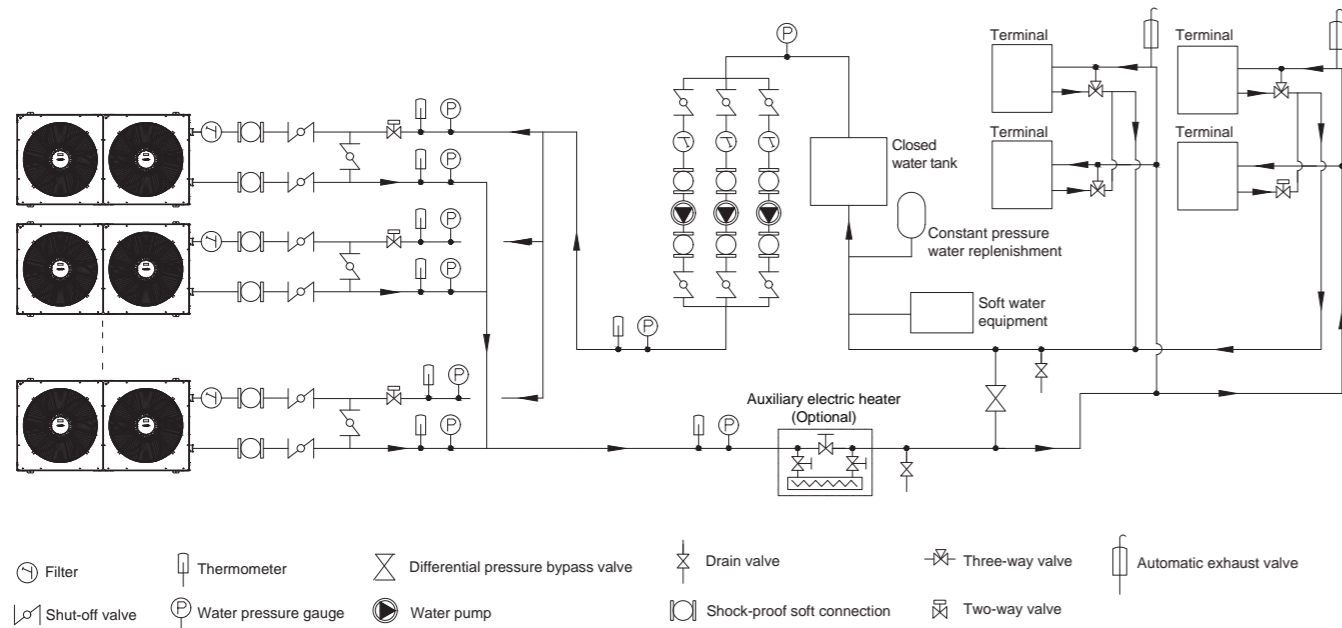 P
Terminal
Terminal
P
P
Closed
water tank
Terminal
Terminal
P
Constant pressure
water replenishment
P
Soft water
equipment
P
P
Auxiliary electric heater
(Optional)
P
P
Filter
Thermometer
Differential pressure bypass valve
Drain valve
Three-way valve
Automatic exhaust valve
Shut-off valve
P
Water pressure gauge
Water pump
Shock-proof soft connection
Two-way valve